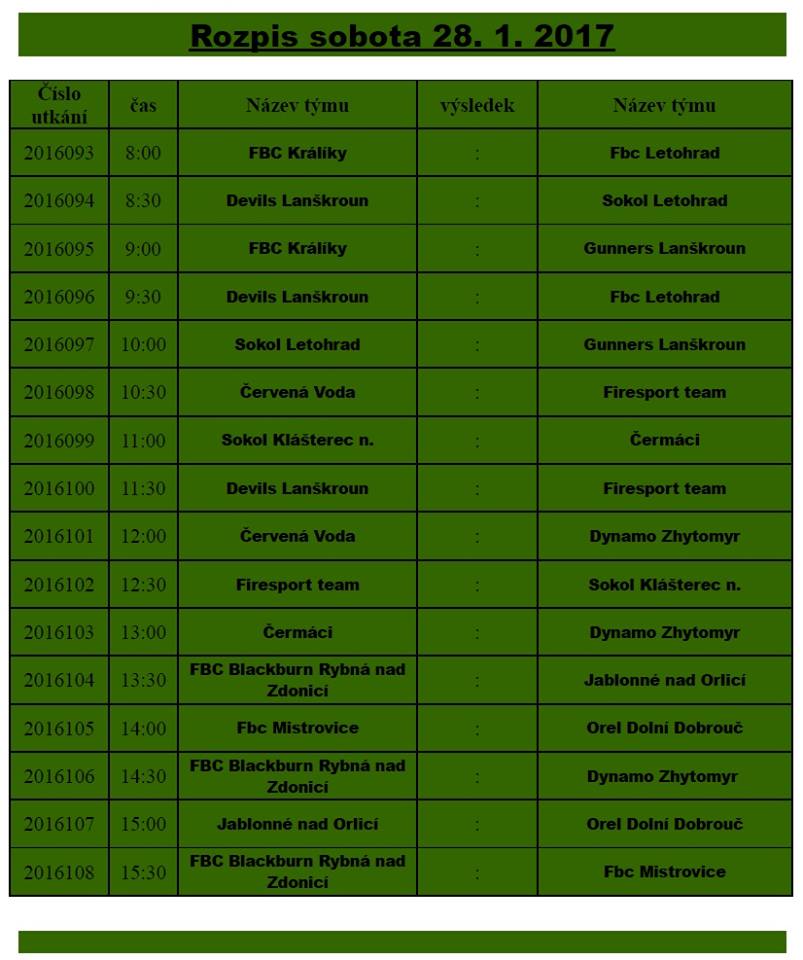 Rozpis sobota 28. 1. 2017
Číslo utkání čas Název týmu výsledek Název týmu
2016093 8:00 FBC Králíky : Fbc Letohrad
2016094 8:30 Devils Lanškroun : Sokol Letohrad
2016095 9:00 FBC Králíky : Gunners Lanškroun
2016096 9:30 Devils Lanškroun : Fbc Letohrad
2016097 10:00 Sokol Letohrad : Gunners Lanškroun
2016098 10:30 Červená Voda : Firesport team
2016099 11:00 Sokol Klášterec n. : Čermáci
2016100 11:30 Devils Lanškroun : Firesport team
2016101 12:00 Červená Voda : Dynamo Zhytomyr
2016102 12:30 Firesport team : Sokol Klášterec n.
2016103 13:00 Čermáci : Dynamo Zhytomyr
2016104 13:30 FBC Blackburn Rybná nad Zdonicí : Jablonné nad Orlicí
2016105 14:00 Fbc Mistrovice : Orel Dolní Dobrouč
2016106 14:30 FBC Blackburn Rybná nad Zdonicí : Dynamo Zhytomyr
2016107 15:00 Jablonné nad Orlicí : Orel Dolní Dobrouč
2016108 15:30 FBC Blackburn Rybná nad Zdonicí : Fbc Mistrovice